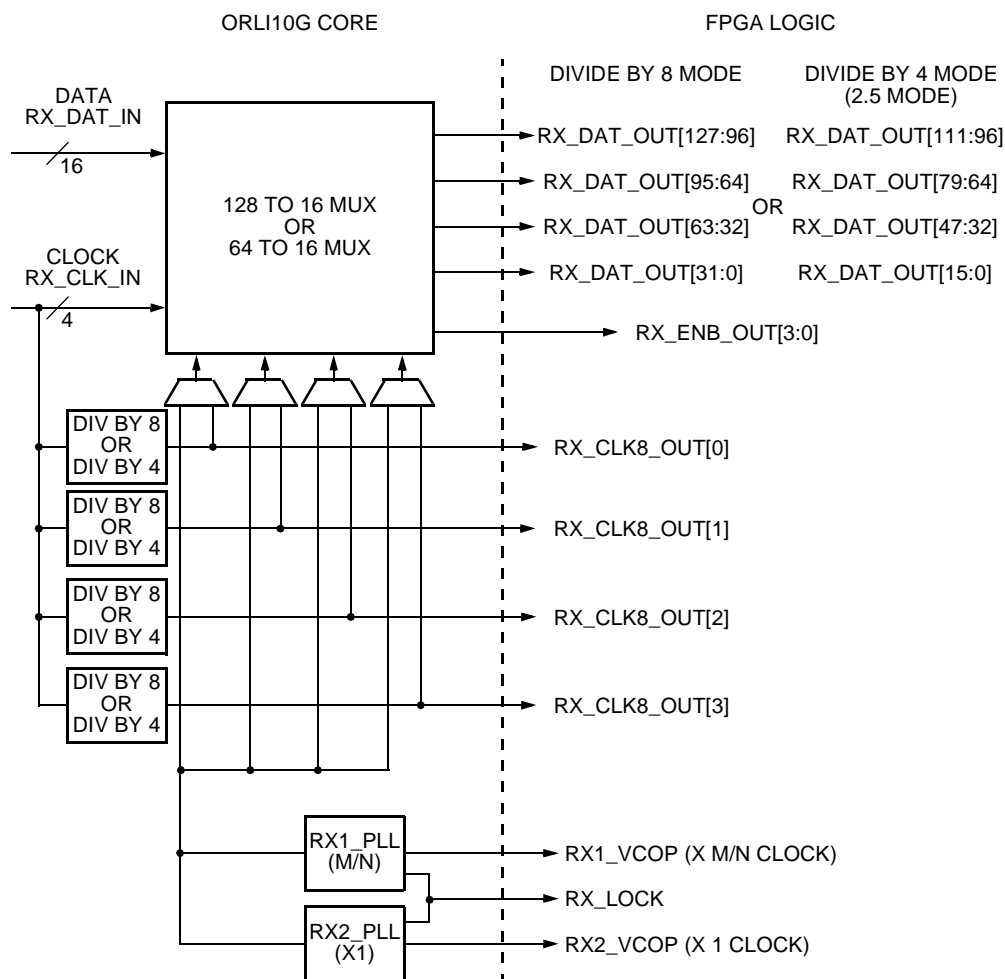 ORLI10G CORE
FPGA LOGIC
DIVIDE BY 8 MODE
DIVIDE BY 4 MODE
(2.5 MODE)
DATA
RX_DAT_IN
16
128 TO 16 MUX
OR
64 TO 16 MUX
RX_DAT_OUT[127:96]
RX_DAT_OUT[111:96]
RX_DAT_OUT[95:64]
RX_DAT_OUT[79:64]
OR
RX_DAT_OUT[63:32]
RX_DAT_OUT[47:32]
RX_DAT_OUT[31:0]
RX_DAT_OUT[15:0]
CLOCK
RX_CLK_IN
4
RX_ENB_OUT[3:0]
DIV BY 8
OR
DIV BY 4
RX_CLK8_OUT[0]
DIV BY 8
OR
DIV BY 4
RX_CLK8_OUT[1]
DIV BY 8
OR
DIV BY 4
RX_CLK8_OUT[2]
DIV BY 8
OR
DIV BY 4
RX_CLK8_OUT[3]
RX1_PLL
(M/N)
RX1_VCOP (X M/N CLOCK)
RX_LOCK
RX2_PLL
(X1)
RX2_VCOP (X 1 CLOCK)